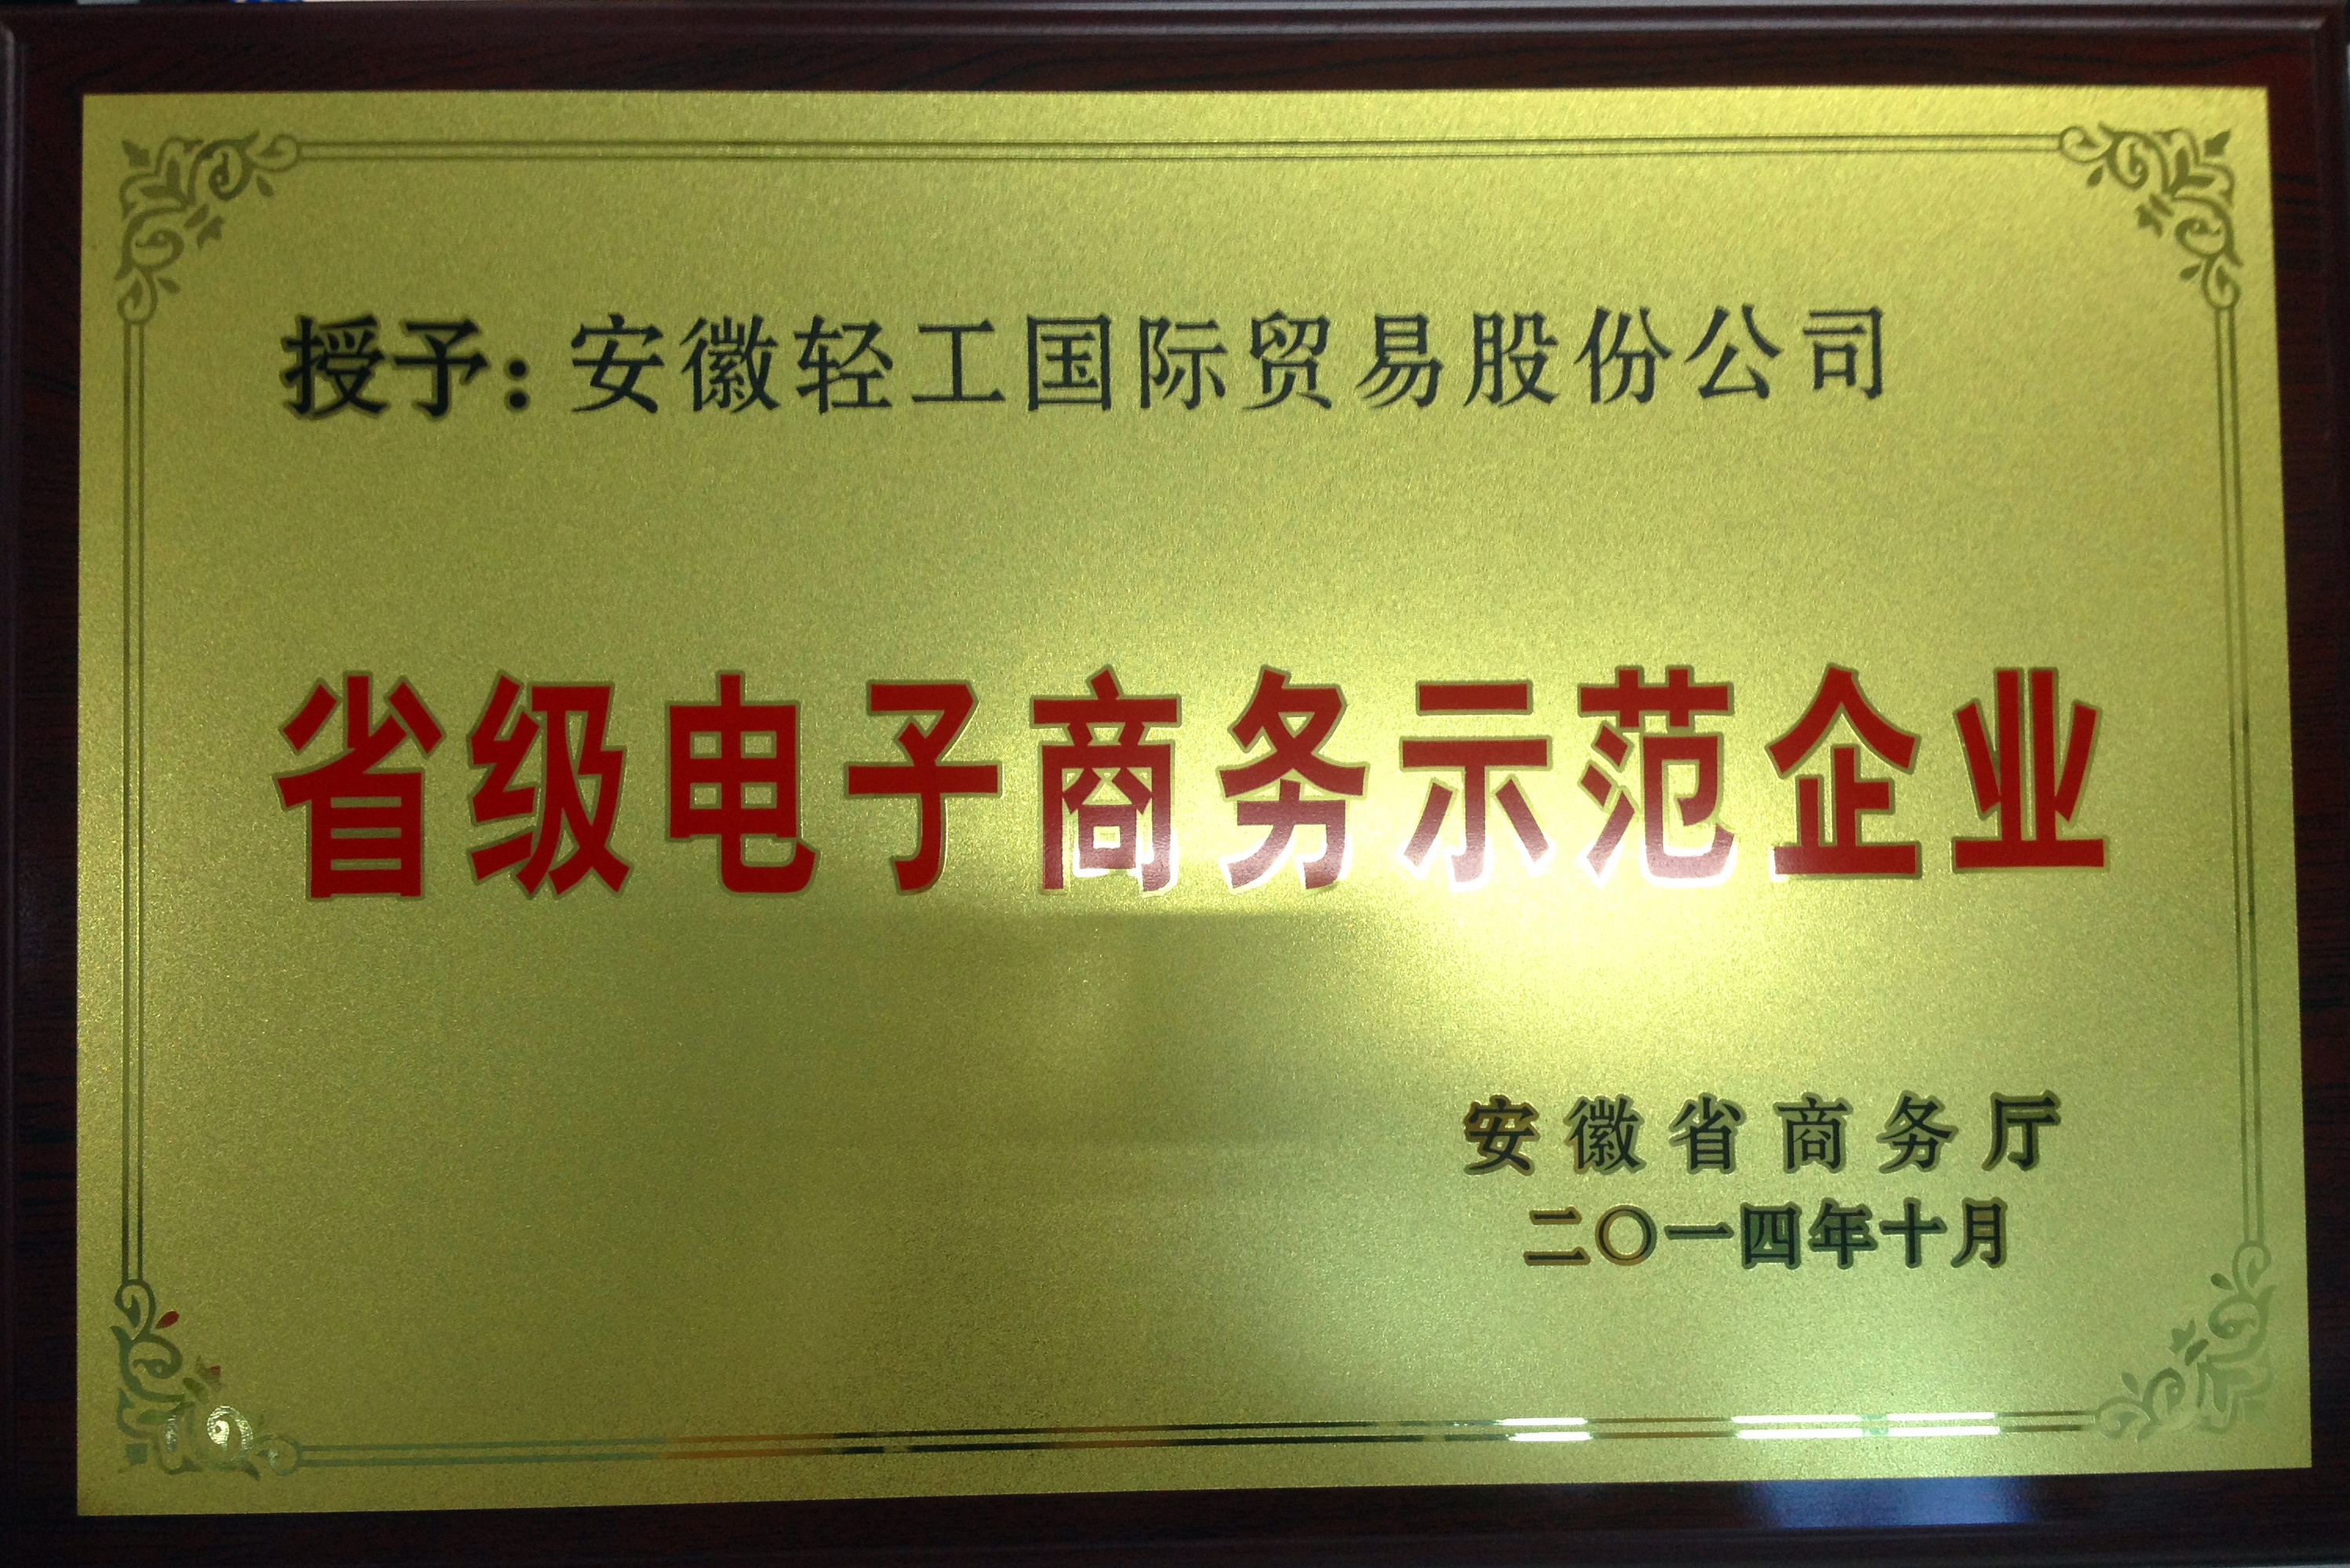 授予：安徽轻工国际贸易股份公司
省级电子商务示范企业
安徽省商务厅
二〇一四年十月